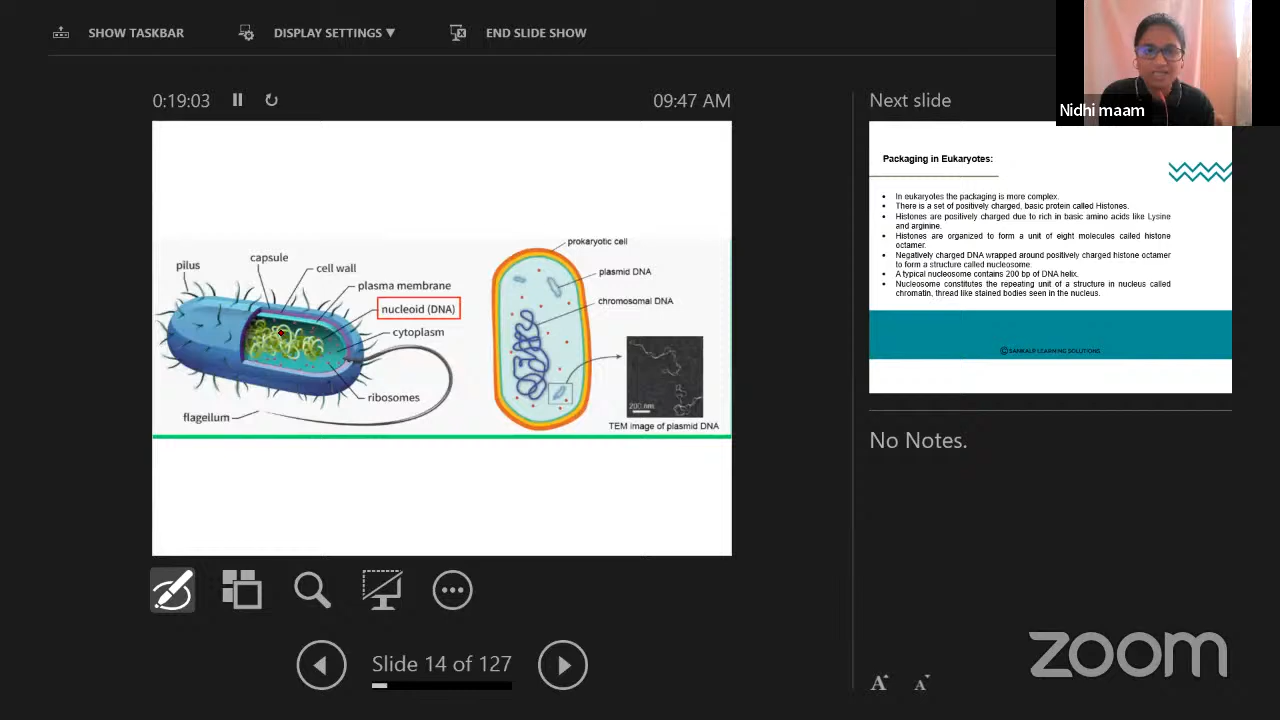 SHOW TASKBAR
DISPLAY SETTINGS ▼
END SLIDE SHOW
0:19:03
09:47 AM
Next slide
Nidhi maam
prokaryotic cell
capsule
pilus
cell wall
plasmid DNA
plasma membrane
chromosomal DNA
nucleoid (DNA)
cytoplasm
ribosomes
200 nm
flagellum
TEM image of plasmid DNA
Packaging in Eukaryotes:
• In eukaryotes the packaging is more complex.
• There is a set of positively charged, basic protein called Histones.
• Histones are positively charged due to rich in basic amino acids like Lysine
and arginine.
• Histones are organized to form a unit of eight molecules called histone
octamer.
• Negatively charged DNA wrapped around positively charged histone octamer
to form a structure called nucleosome.
• A typical nucleosome contains 200 bp of DNA helix.
• Nucleosome constitutes the repeating unit of a structure in nucleus called
chromatin, thread like stained bodies seen in the nucleus.
© SANKALP LEARNING SOLUTIONS
No Notes.
Slide 14 of 127
A A
zoom